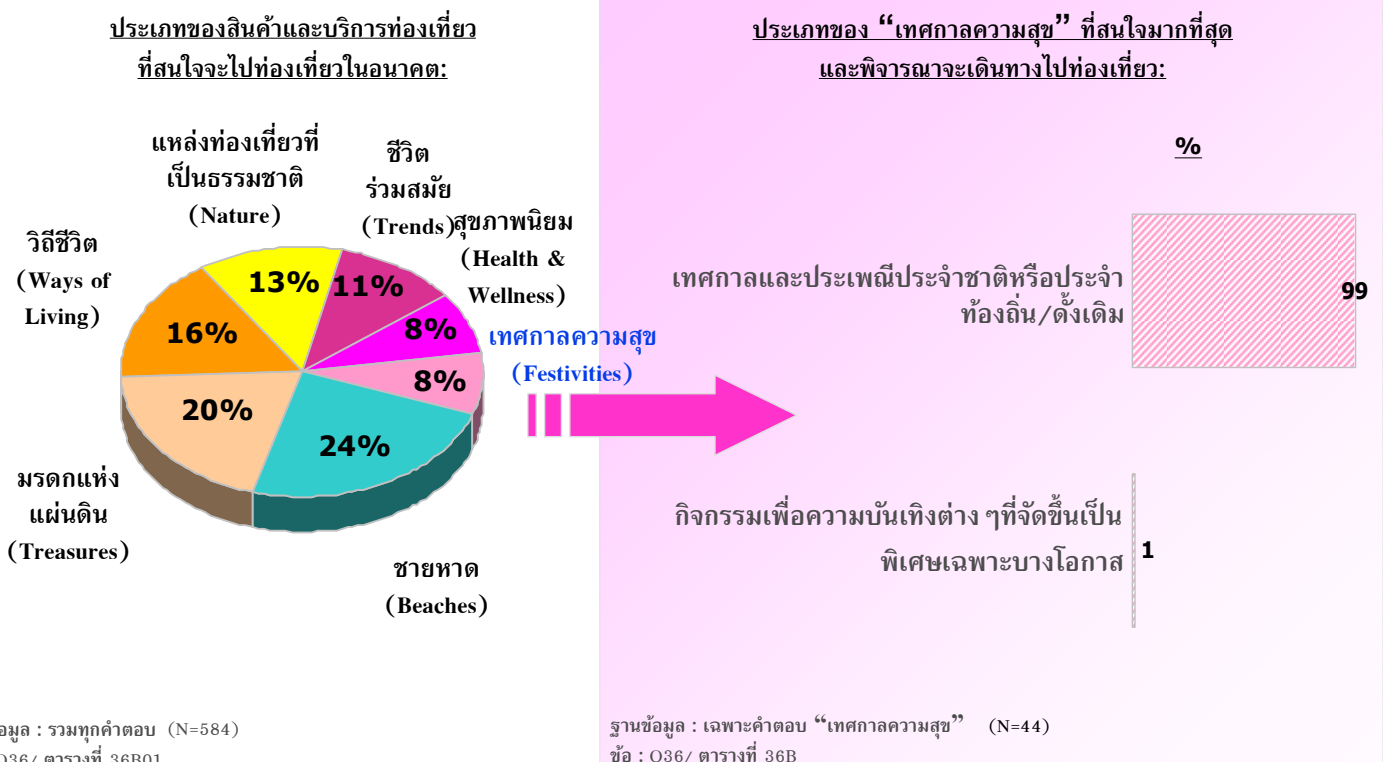 ประเภทของสินค้าและบริการท่องเที่ยว
ที่สนใจจะไปท่องเที่ยวในอนาคต:
แหล่งท่องเที่ยวที่
เป็นธรรมชาติ
(Nature)
ชีวิต
ร่วมสมัย
(Trends)
สุขภาพนิยม
(Health &
Wellness)
วิถีชีวิต
(Ways of
Living)
เทศกาลความสุข
(Festivities)
13%
11%
8%
16%
8%
20%
24%
มรดกแห่ง
แผ่นดิน
(Treasures)
ชายหาด
(Beaches)
อมูล : รวมทุกคำตอบ (N=584)
Q36/ ตารางที่ 36B01
ประเภทของ “เทศกาลความสุข” ที่สนใจมากที่สุด
และพิจารณาจะเดินทางไปท่องเที่ยว:
%
เทศกาลและประเพณีประจำชาติหรือประจำ
ท้องถิ่น/ดั้งเดิม
99
กิจกรรมเพื่อความบันเทิงต่าง ๆที่จัดขึ้นเป็น
พิเศษเฉพาะบางโอกาส
1
ฐานข้อมูล : เฉพาะคำตอบ “เทศกาลความสุข” (N=44)
ข้อ : Q36/ ตารางที่ 36B